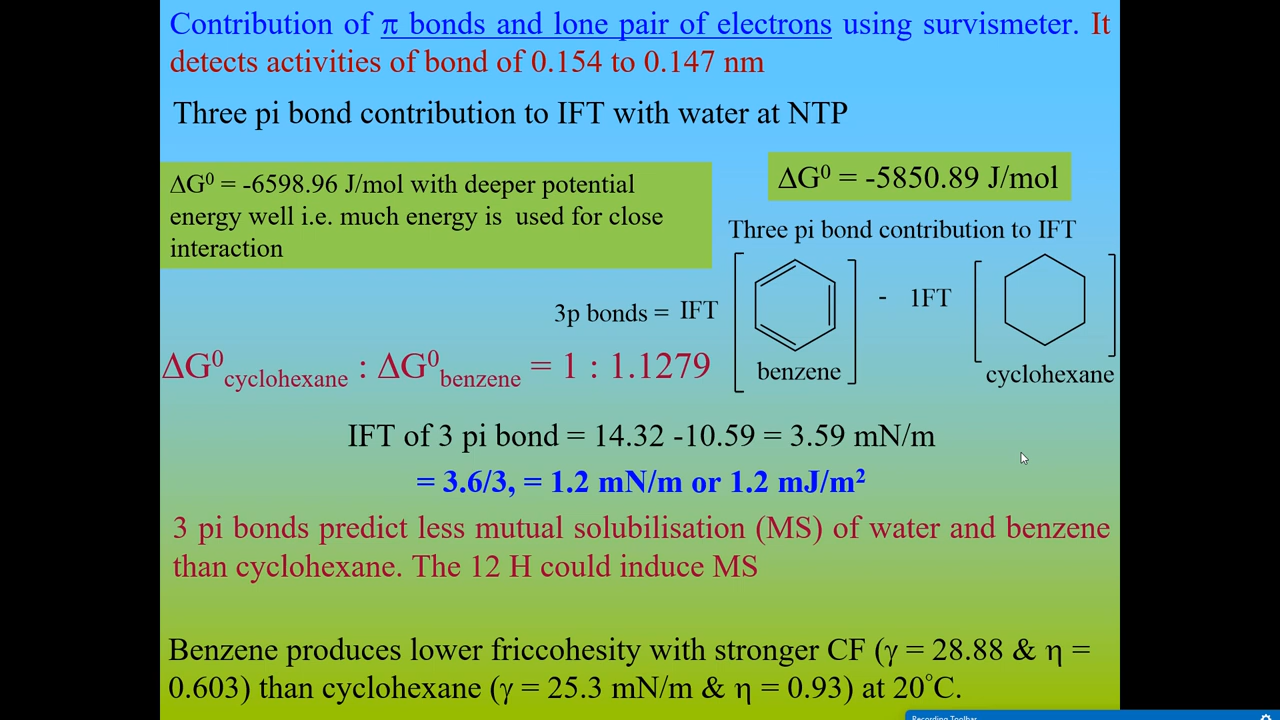 Contribution of π bonds and lone pair of electrons using survismeter. It
detects activities of bond of 0.154 to 0.147 nm
Three pi bond contribution to IFT with water at NTP
ΔG⁰ = -6598.96 J/mol with deeper potential
energy well i.e. much energy is used for close
interaction
ΔG⁰ = -5850.89 J/mol
Three pi bond contribution to IFT
3p bonds = IFT
- 1FT
benzene
cyclohexane
ΔG⁰cyclohexane : ΔG⁰benzene = 1 : 1.1279
IFT of 3 pi bond = 14.32 -10.59 = 3.59 mN/m
= 3.6/3, = 1.2 mN/m or 1.2 mJ/m²
3 pi bonds predict less mutual solubilisation (MS) of water and benzene
than cyclohexane. The 12 H could induce MS
Benzene produces lower friccohesity with stronger CF (γ = 28.88 & η =
0.603) than cyclohexane (γ = 25.3 mN/m & η = 0.93) at 20°C.
Recording Toolbar